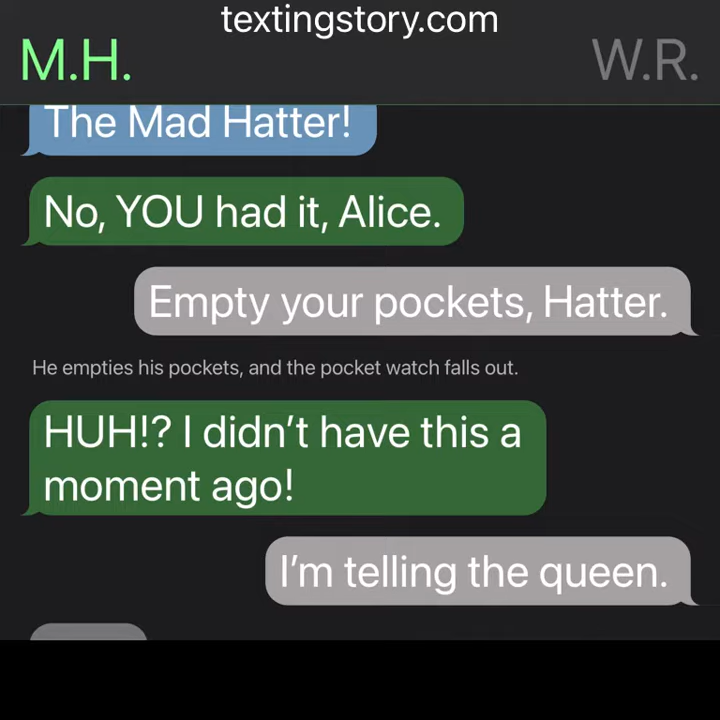 textingstory.com
M.H.
W.R.
The Mad Hatter!
No, YOU had it, Alice.
Empty your pockets, Hatter.
He empties his pockets, and the pocket watch falls out.
HUH!? I didn’t have this a
moment ago!
I’m telling the queen.